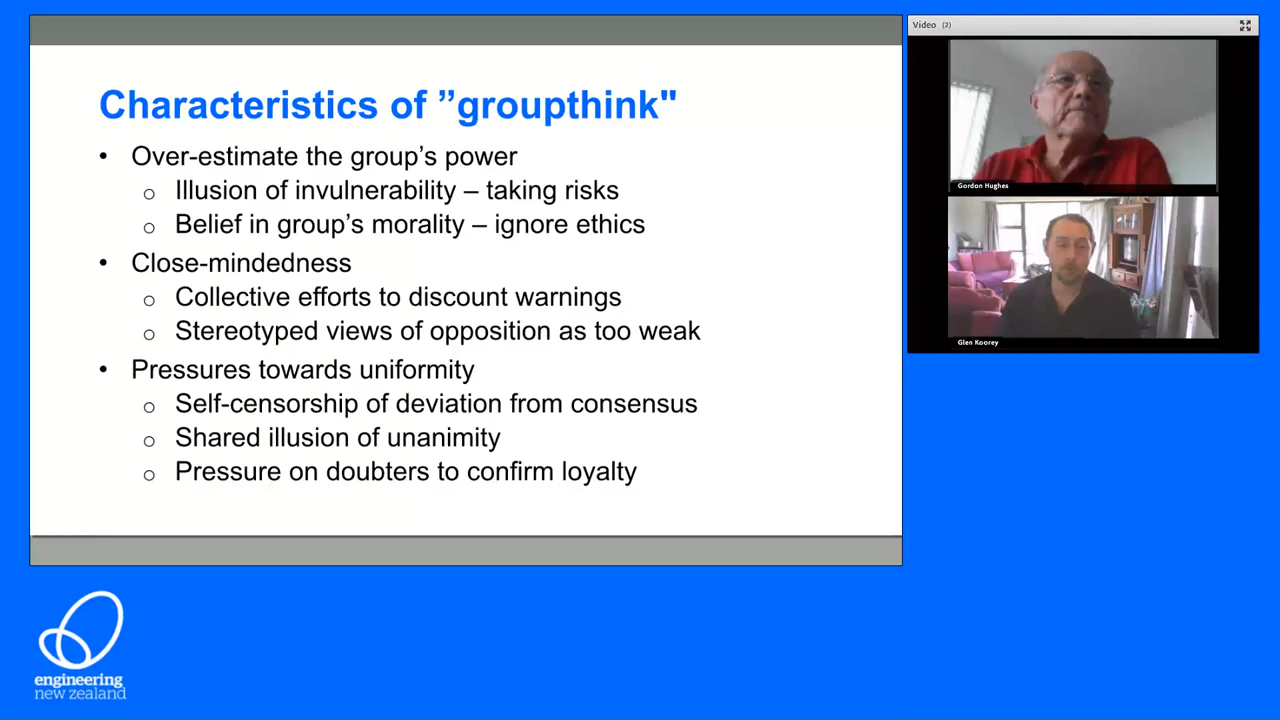 Characteristics of ”groupthink"
• Over-estimate the group’s power
o Illusion of invulnerability – taking risks
o Belief in group’s morality – ignore ethics
• Close-mindedness
o Collective efforts to discount warnings
o Stereotyped views of opposition as too weak
• Pressures towards uniformity
o Self-censorship of deviation from consensus
o Shared illusion of unanimity
o Pressure on doubters to confirm loyalty
Video (2)
Gordon Hughes
Glen Koorey
engineering
new zealand